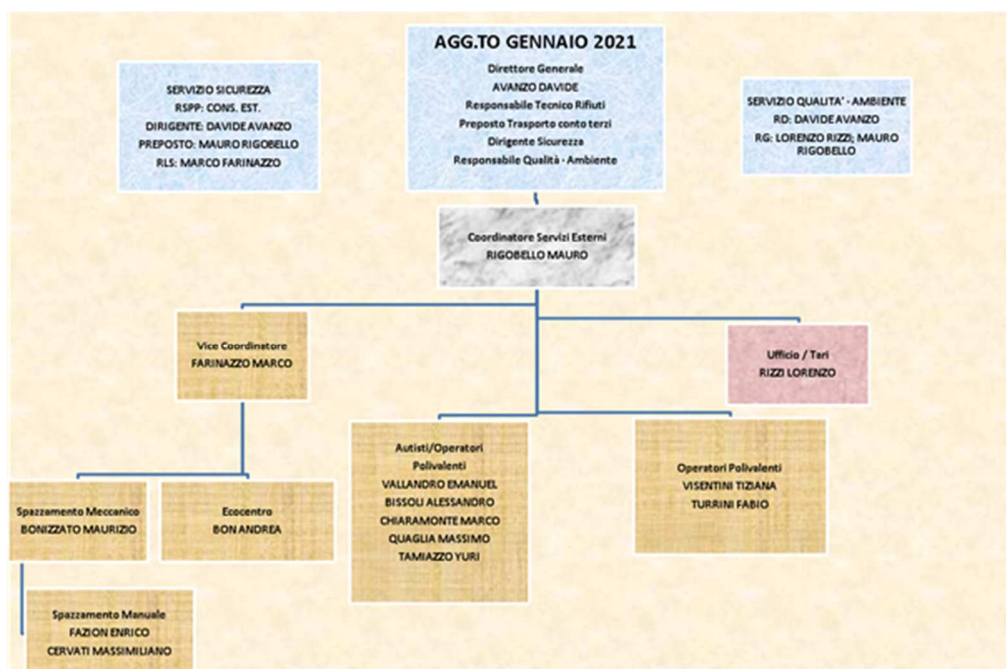 AGG.TO GENNAIO 2021
Direttore Generale
AVANZO DAVIDE
Responsabile Tecnico Rifiuti
Preposto Trasporto conto terzi
Dirigente Sicurezza
Responsabile Qualità - Ambiente
SERVIZIO SICUREZZA
RSPP: CONS. EST.
DIRIGENTE: DAVIDE AVANZO
PREPOSTO: MAURO RIGOBELLO
RLS: MARCO FARINAZZO
SERVIZIO QUALITA' - AMBIENTE
RD: DAVIDE AVANZO
RG: LORENZO RIZZI; MAURO
RIGOBELLO
Coordinatore Servizi Esterni
RIGOBELLO MAURO
Vice Coordinatore
FARINAZZO MARCO
Ufficio / Tari
RIZZI LORENZO
Autisti/Operatori
Polivalenti
VALLANDRO EMANUEL
BISSOLI ALESSANDRO
CHIARAMONTE MARCO
QUAGLIA MASSIMO
TAMIAZZO YURI
Operatori Polivalenti
VISENTINI TIZIANA
TURRINI FABIO
Spazzamento Meccanico
BONIZZATO MAURIZIO
Ecocentro
BON ANDREA
Spazzamento Manuale
FAZION ENRICO
CERVATI MASSIMILIANO